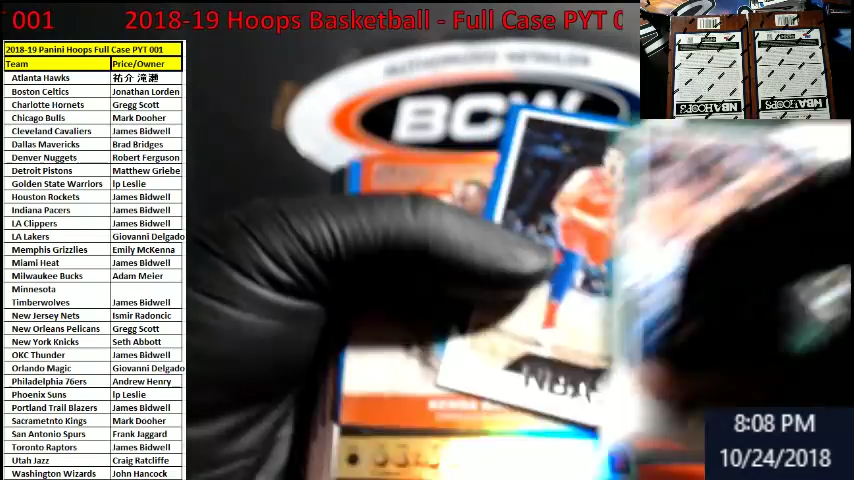 001 2018-19 Hoops Basketball - Full Case PYT 0
2018-19 Panini Hoops Full Case PYT 001
Team Price/Owner
Atlanta Hawks 祐介 滝瀬
Boston Celtics Jonathan Lorden
Charlotte Hornets Gregg Scott
Chicago Bulls Mark Dooher
Cleveland Cavaliers James Bidwell
Dallas Mavericks Brad Bridges
Denver Nuggets Robert Ferguson
Detroit Pistons Matthew Griebe
Golden State Warriors lp Leslie
Houston Rockets James Bidwell
Indiana Pacers James Bidwell
LA Clippers James Bidwell
LA Lakers Giovanni Delgado
Memphis Grizzlies Emily McKenna
Miami Heat James Bidwell
Milwaukee Bucks Adam Meier
Minnesota
Timberwolves James Bidwell
New Jersey Nets Ismir Radoncic
New Orleans Pelicans Gregg Scott
New York Knicks Seth Abbott
OKC Thunder James Bidwell
Orlando Magic Giovanni Delgado
Philadelphia 76ers Andrew Henry
Phoenix Suns lp Leslie
Portland Trail Blazers James Bidwell
Sacrametnto Kings Mark Dooher
San Antonio Spurs Frank Jaggard
Toronto Raptors James Bidwell
Utah Jazz Craig Ratcliffe
Washington Wizards John Hancock
AUTHORIZED RETAILER
BCW
NBA HOOPS
NBA HOOPS
8:08 PM
10/24/2018